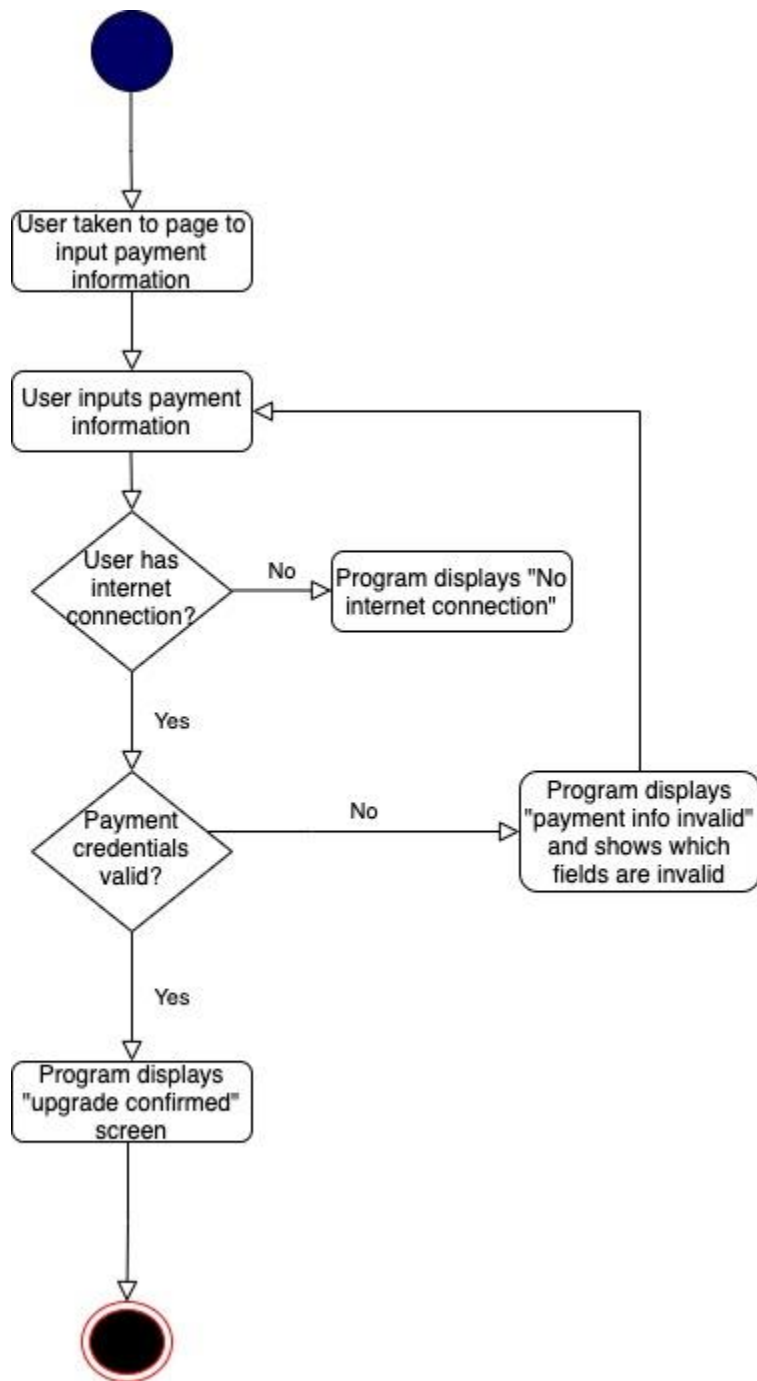 User taken to page to
input payment
information
User inputs payment
information
User has
internet
connection?
No
Program displays "No
internet connection"
Yes
Payment
credentials
valid?
No
Program displays
"payment info invalid"
and shows which
fields are invalid
Yes
Program displays
"upgrade confirmed"
screen